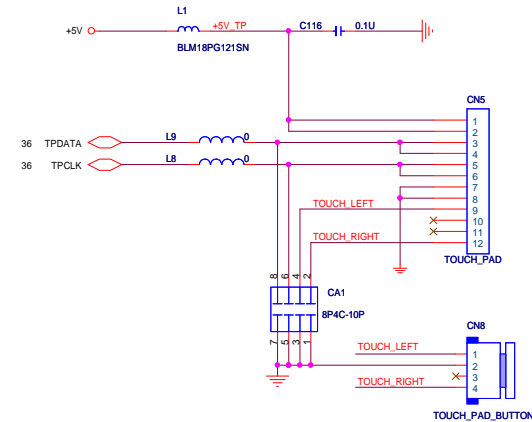 L1
+5V
+5V_TP
C116
0.1U
BLM18PG121SN
CN5
1
2
36 TPDATA
L9
0
3
4
36 TPCLK
L8
0
5
6
7
8
TOUCH_LEFT
9
10
11
TOUCH_RIGHT
12
TOUCH_PAD
8
6
4
2
CA1
8P4C-10P
7
5
3
1
CN8
TOUCH_LEFT
1
2
3
TOUCH_RIGHT
4
TOUCH_PAD_BUTTON